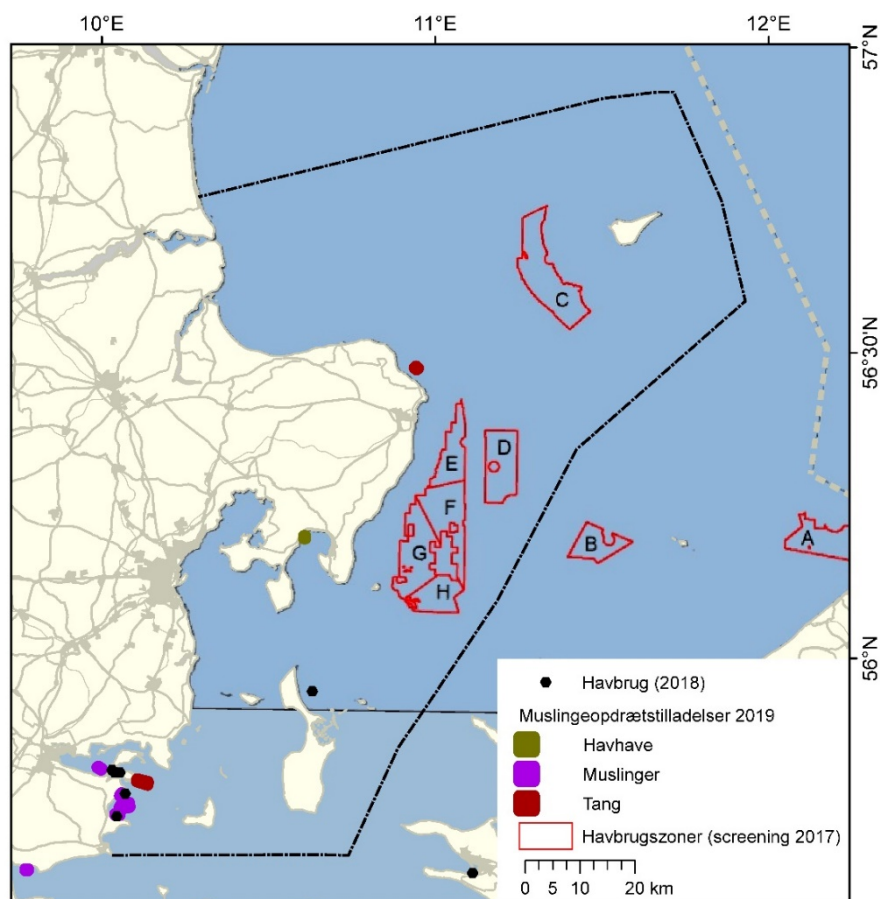 10°E 11°E 12°E
57°N
C
56°30'N
D
E
F
B
A
G
H
56°N
Havbrug (2018)
Muslingeopdrætstilladelser 2019
Havhave
Muslinger
Tang
Havbrugszoner (screening 2017)
0 5 10 20 km